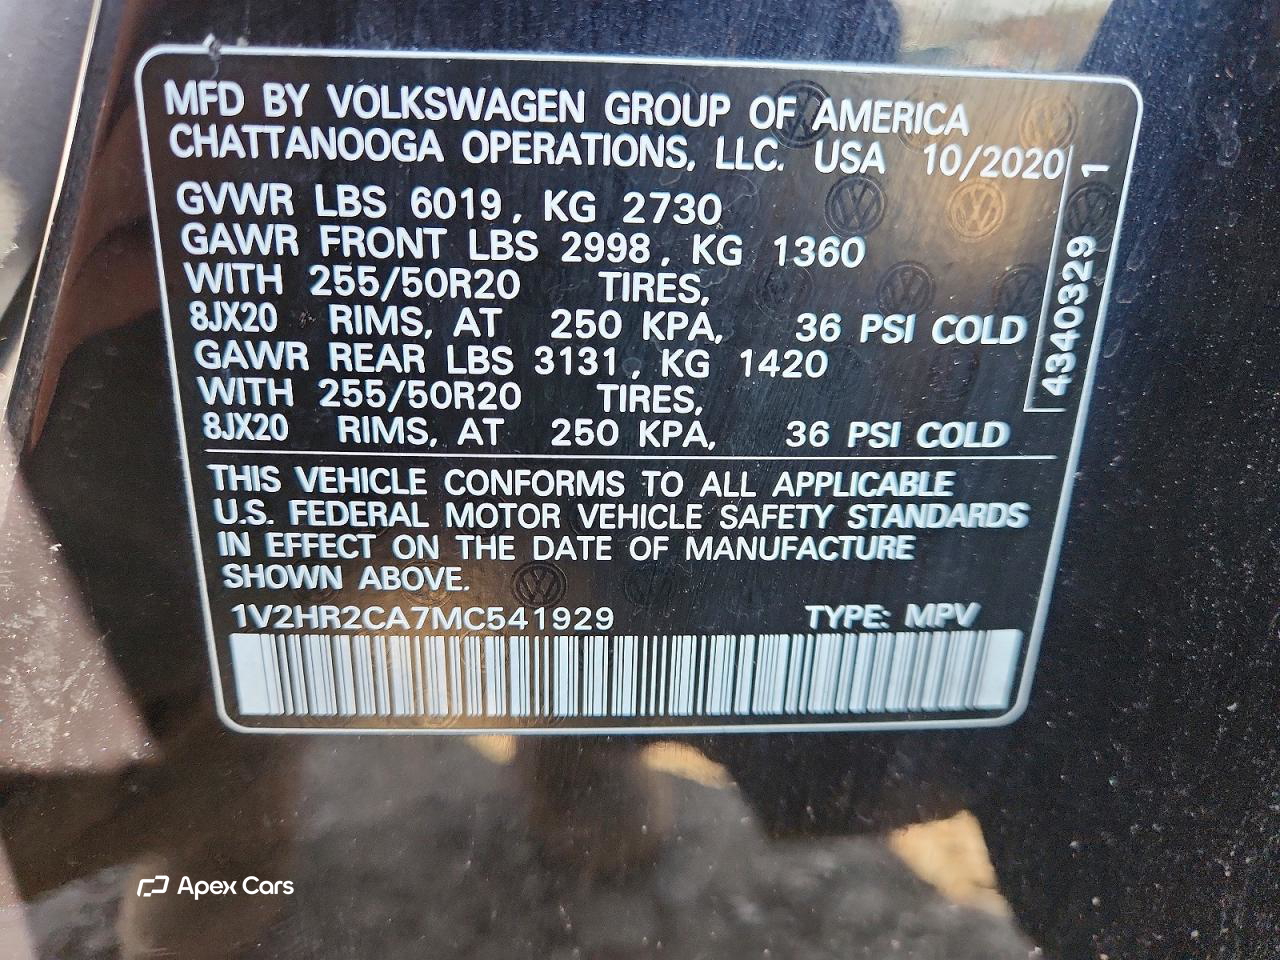 MFD BY VOLKSWAGEN GROUP OF AMERICA
CHATTANOOGA OPERATIONS, LLC. USA 10/2020
GVWR LBS 6019, KG 2730
GAWR FRONT LBS 2998, KG 1360
WITH 255/50R20 TIRES,
8JX20 RIMS, AT 250 KPA, 36 PSI COLD
GAWR REAR LBS 3131, KG 1420
WITH 255/50R20 TIRES,
8JX20 RIMS, AT 250 KPA, 36 PSI COLD
4340329 1
THIS VEHICLE CONFORMS TO ALL APPLICABLE
U.S. FEDERAL MOTOR VEHICLE SAFETY STANDARDS
IN EFFECT ON THE DATE OF MANUFACTURE
SHOWN ABOVE.
1V2HR2CA7MC541929 TYPE: MPV
Apex Cars